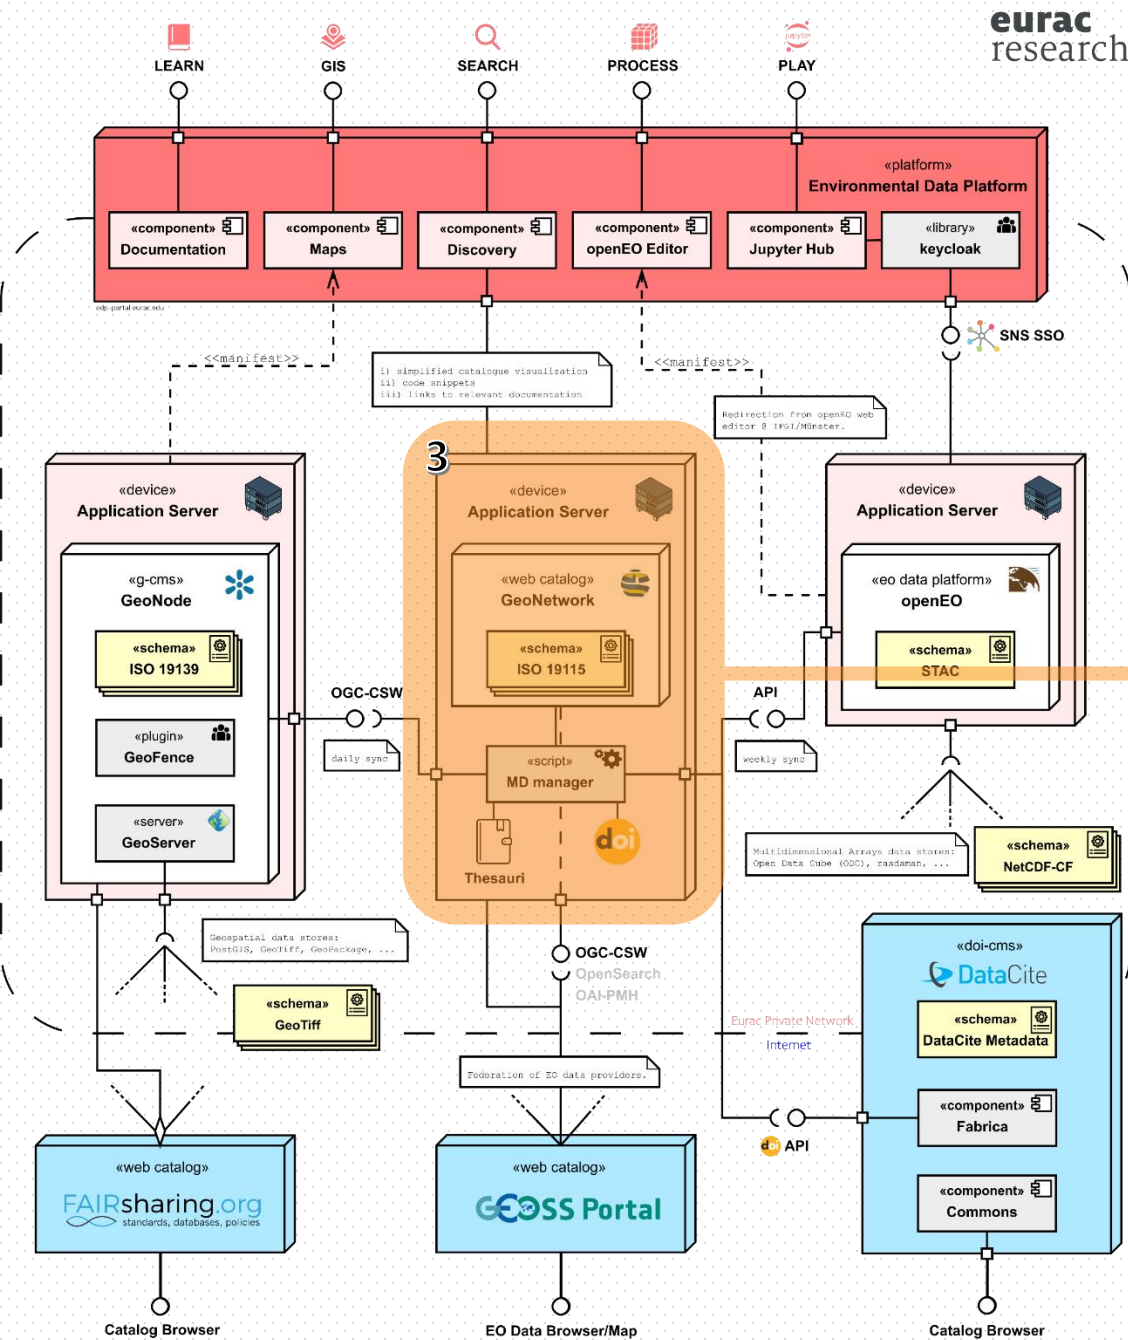 eurac
research
LEARN
GIS
SEARCH
PROCESS
jupyter
PLAY
«platform»
Environmental Data Platform
«component»
Documentation
«component»
Maps
«component»
Discovery
«component»
openEO Editor
«component»
Jupyter Hub
«library»
keycloak
edp-portal.eurac.edu
SNS SSO
<<manifest>>
i) simplified catalogue visualization
ii) code snippets
iii) links to relevant documentation
<<manifest>>
Redirection from openEO web
editor @ IFGI/Münster.
3
«device»
Application Server
«g-cms»
GeoNode
«schema»
ISO 19139
«plugin»
GeoFence
«server»
GeoServer
OGC-CSW
daily sync
«device»
Application Server
«web catalog»
GeoNetwork
«schema»
ISO 19115
«script»
MD manager
Thesauri
doi
API
weekly sync
«device»
Application Server
«eo data platform»
openEO
«schema»
STAC
Multidimensional Arrays data stores:
Open Data Cube (ODC), rasdaman, ...
«schema»
NetCDF-CF
Geospatial data stores:
PostGIS, GeoTiff, GeoPackage, ...
«schema»
GeoTiff
OGC-CSW
OpenSearch
OAI-PMH
Eurac Private Network
Internet
Federation of EO data providers.
«doi-cms»
DataCite
«schema»
DataCite Metadata
«component»
Fabrica
«component»
Commons
doi API
«web catalog»
FAIRsharing.org
standards, databases, policies
«web catalog»
GEOSS Portal
Catalog Browser
EO Data Browser/Map
Catalog Browser